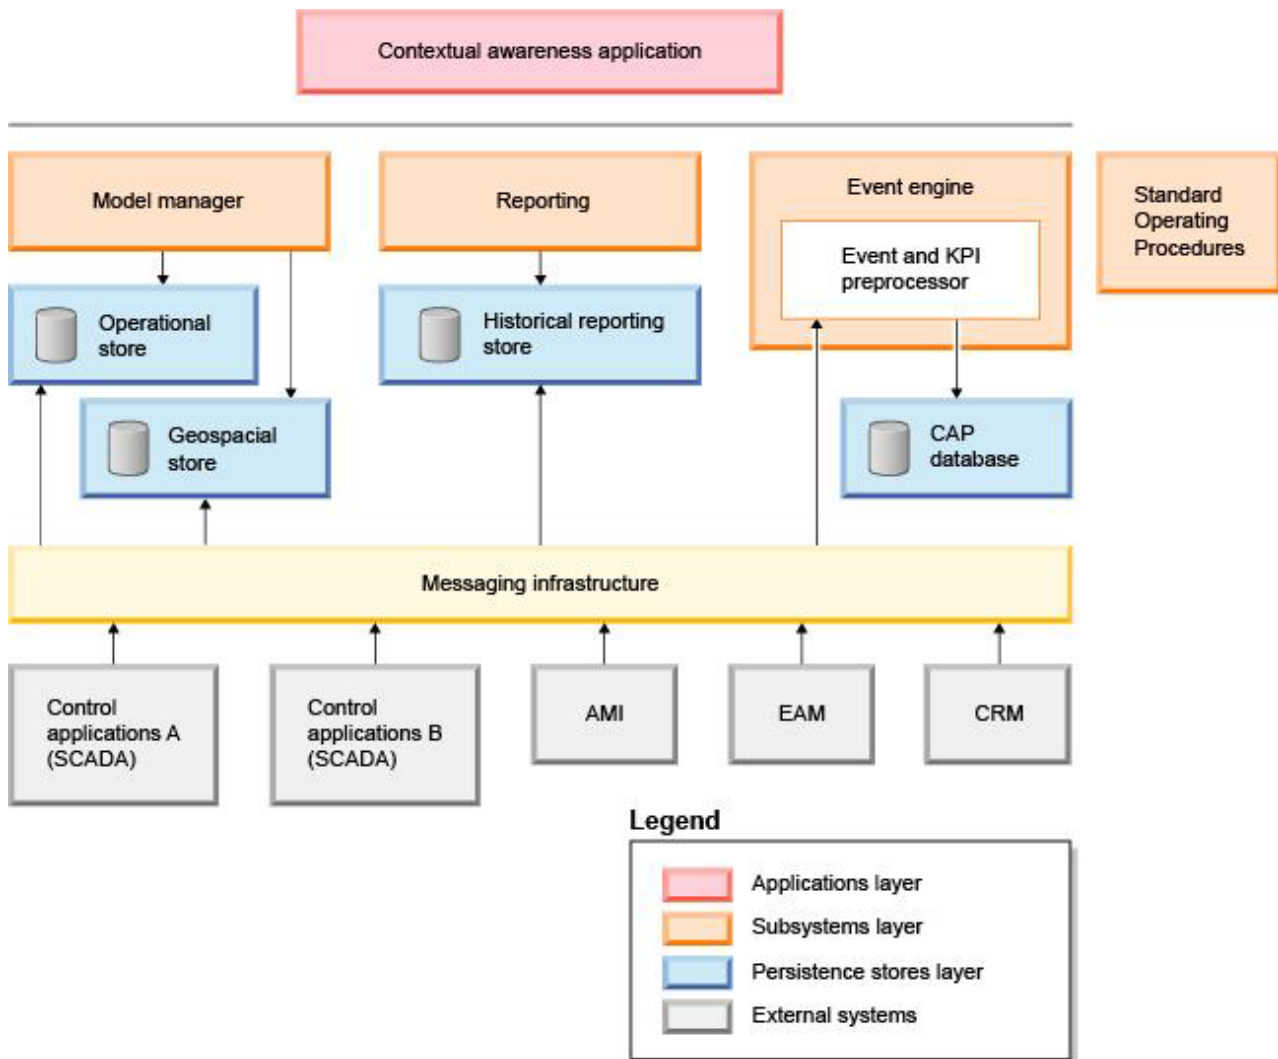 Contextual awareness application
Model manager
Reporting
Event engine
Event and KPI
preprocessor
Standard
Operating
Procedures
Operational
store
Historical reporting
store
Geospacial
store
CAP
database
Messaging infrastructure
Control
applications A
(SCADA)
Control
applications B
(SCADA)
AMI
EAM
CRM
Legend
Applications layer
Subsystems layer
Persistence stores layer
External systems